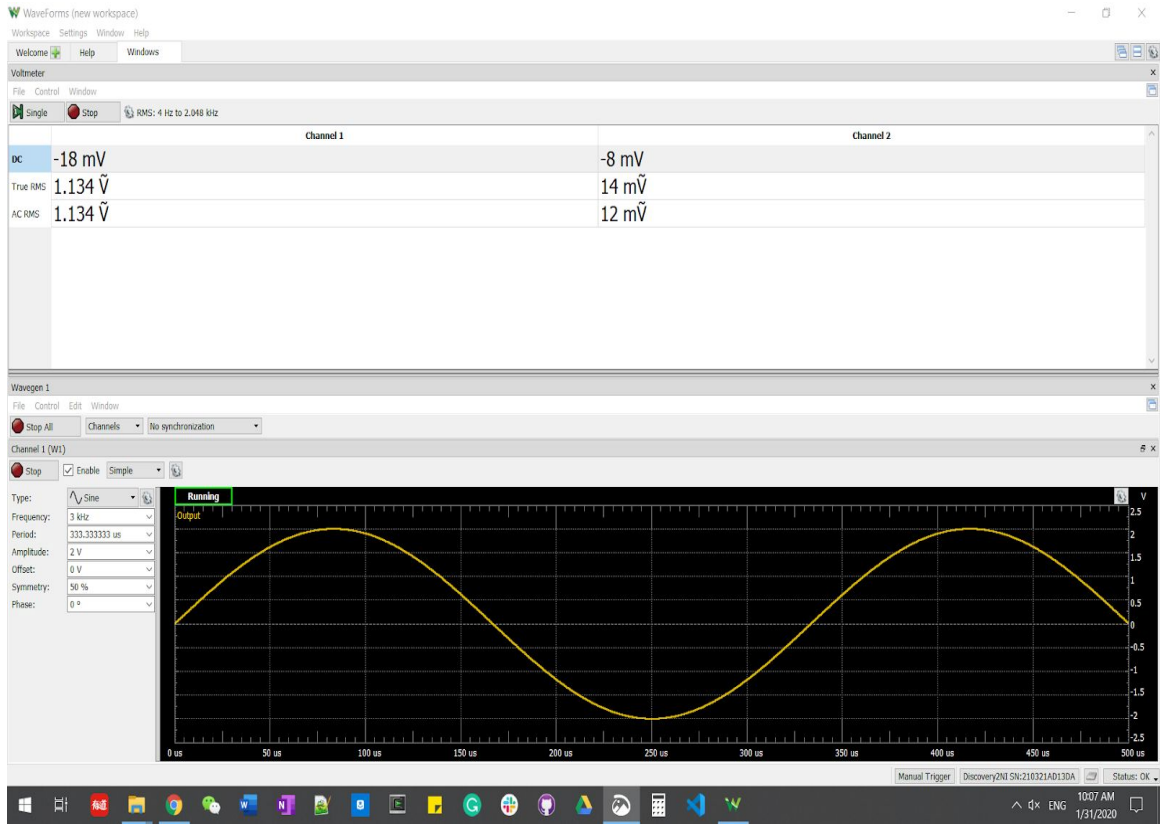 WaveForms (new workspace)
Workspace Settings Window Help
Welcome Help Windows
Voltmeter
File Control Window
Single Stop RMS: 4 Hz to 2.048 kHz
Channel 1 Channel 2
DC -18 mV -8 mV
True RMS 1.134 Ṽ 14 mṼ
AC RMS 1.134 Ṽ 12 mṼ
Wavegen 1
File Control Edit Window
Stop All Channels No synchronization
Channel 1 (W1)
Stop Enable Simple
Type: Sine Running V
Output 2.5
Frequency: 3 kHz
Period: 333.333333 us 2
Amplitude: 2 V 1.5
Offset: 0 V
Symmetry: 50 % 1
Phase: 0 º 0.5
0
-0.5
-1
-1.5
-2
-2.5
0 us 50 us 100 us 150 us 200 us 250 us 300 us 350 us 400 us 450 us 500 us
Manual Trigger Discovery2NI SN:210321AD13DA Status: OK
有道 ENG 10:07 AM
1/31/2020